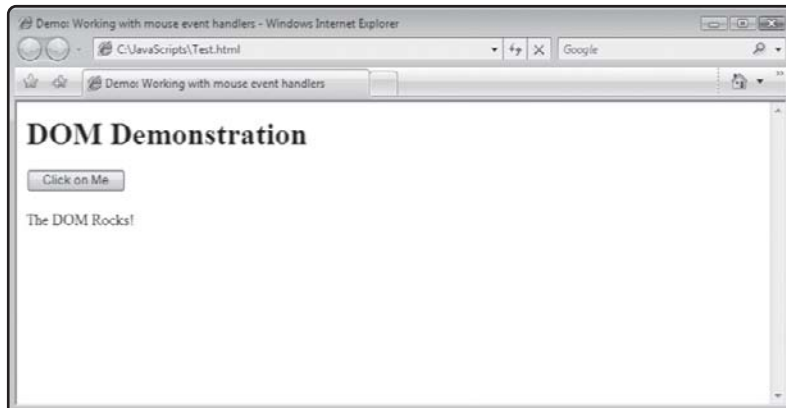 Demo: Working with mouse event handlers - Windows Internet Explorer
C:\JavaScripts\Test.html
Google
Demo: Working with mouse event handlers
DOM Demonstration
Click on Me
The DOM Rocks!